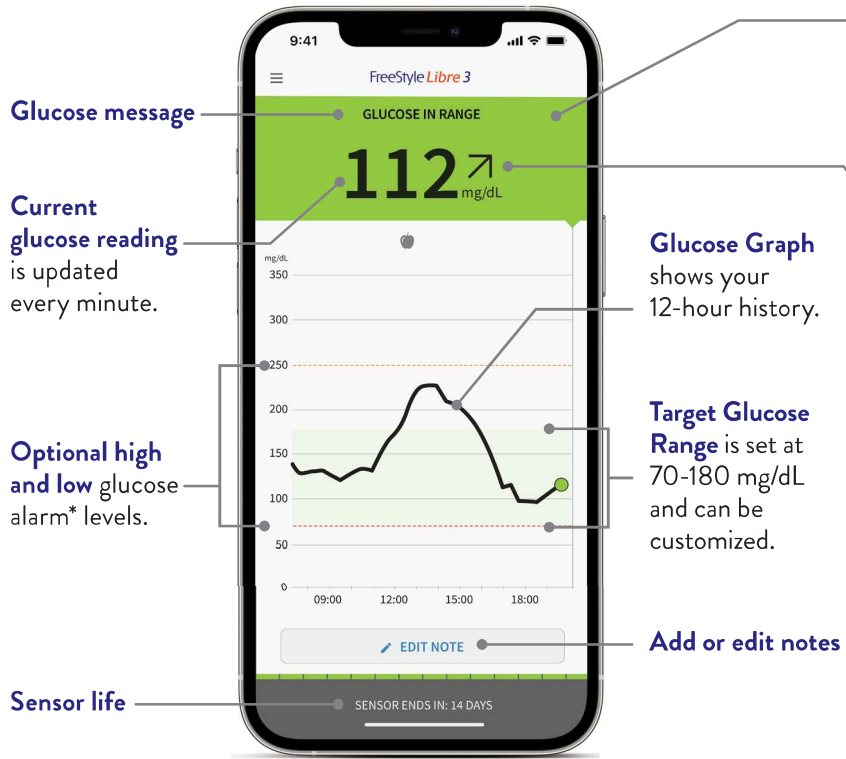 9:41
FreeStyle Libre 3
Glucose message
GLUCOSE IN RANGE
112
mg/dL
Current
glucose reading
is updated
every minute.
mg/dL
350
300
250
200
150
100
50
0
09:00 12:00 15:00 18:00
Glucose Graph
shows your
12-hour history.
Optional high
and low glucose
alarm* levels.
Target Glucose
Range is set at
70-180 mg/dL
and can be
customized.
EDIT NOTE
Add or edit notes
Sensor life
SENSOR ENDS IN: 14 DAYS